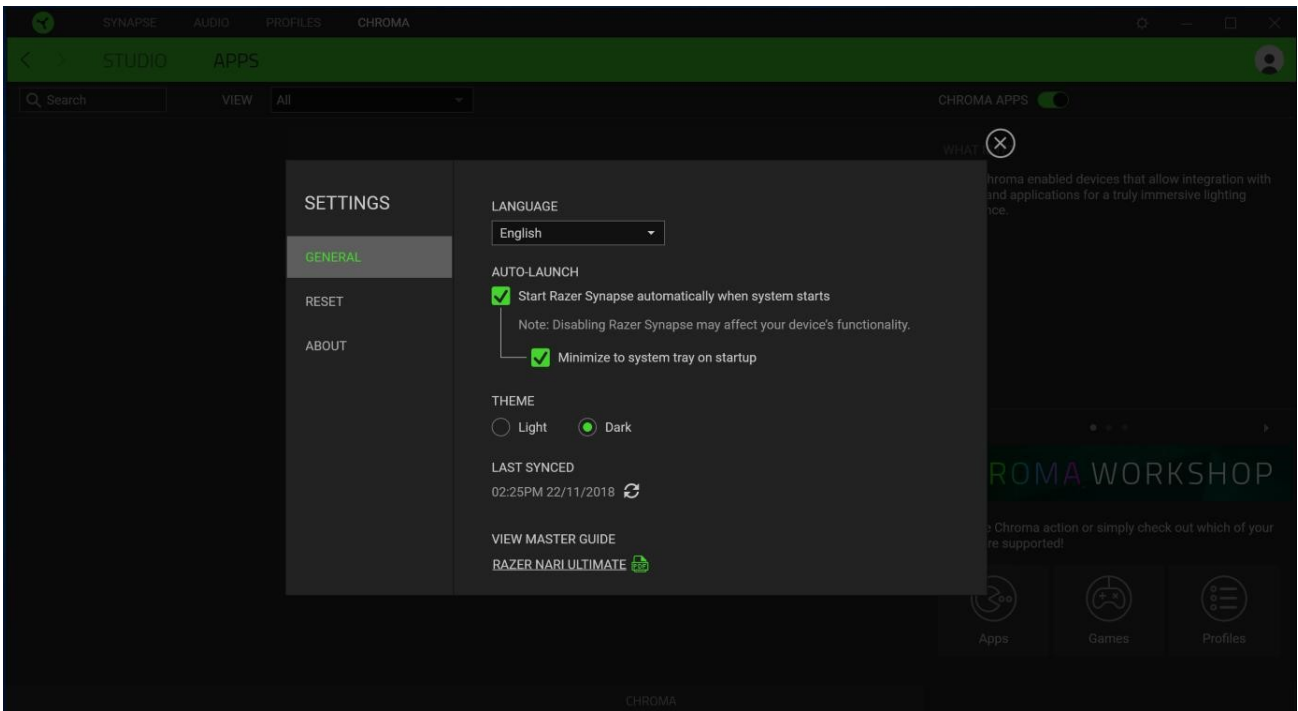 SYNAPSE AUDIO PROFILES CHROMA
STUDIO APPS
Search VIEW All CHROMA APPS
WHAT
hroma enabled devices that allow integration with
and applications for a truly immersive lighting
nce.
SETTINGS
GENERAL
RESET
ABOUT
LANGUAGE
English
AUTO-LAUNCH
Start Razer Synapse automatically when system starts
Note: Disabling Razer Synapse may affect your device's functionality.
Minimize to system tray on startup
THEME
Light Dark
LAST SYNCED
02:25PM 22/11/2018
VIEW MASTER GUIDE
RAZER NARI ULTIMATE PDF
ROMA WORKSHOP
e Chroma action or simply check out which of your
re supported!
Apps Games Profiles
CHROMA